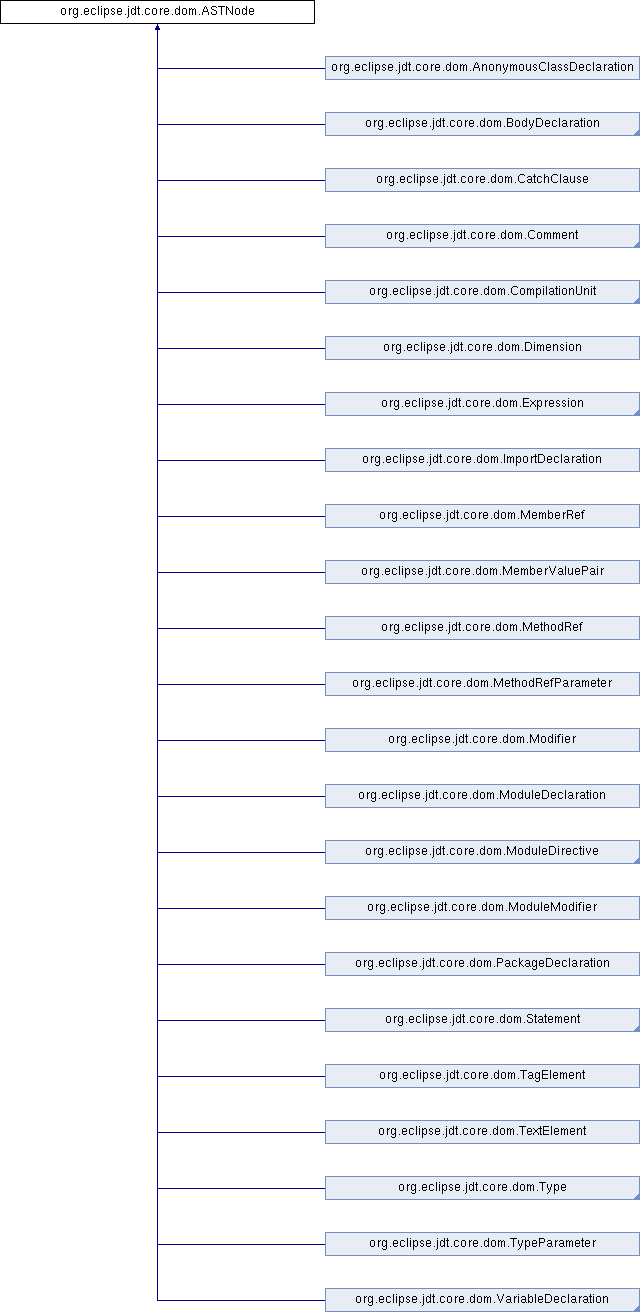 org.eclipse.jdt.core.dom.ASTNode
org.eclipse.jdt.core.dom.AnonymousClassDeclaration
org.eclipse.jdt.core.dom.BodyDeclaration
org.eclipse.jdt.core.dom.CatchClause
org.eclipse.jdt.core.dom.Comment
org.eclipse.jdt.core.dom.CompilationUnit
org.eclipse.jdt.core.dom.Dimension
org.eclipse.jdt.core.dom.Expression
org.eclipse.jdt.core.dom.ImportDeclaration
org.eclipse.jdt.core.dom.MemberRef
org.eclipse.jdt.core.dom.MemberValuePair
org.eclipse.jdt.core.dom.MethodRef
org.eclipse.jdt.core.dom.MethodRefParameter
org.eclipse.jdt.core.dom.Modifier
org.eclipse.jdt.core.dom.ModuleDeclaration
org.eclipse.jdt.core.dom.ModuleDirective
org.eclipse.jdt.core.dom.ModuleModifier
org.eclipse.jdt.core.dom.PackageDeclaration
org.eclipse.jdt.core.dom.Statement
org.eclipse.jdt.core.dom.TagElement
org.eclipse.jdt.core.dom.TextElement
org.eclipse.jdt.core.dom.Type
org.eclipse.jdt.core.dom.TypeParameter
org.eclipse.jdt.core.dom.VariableDeclaration